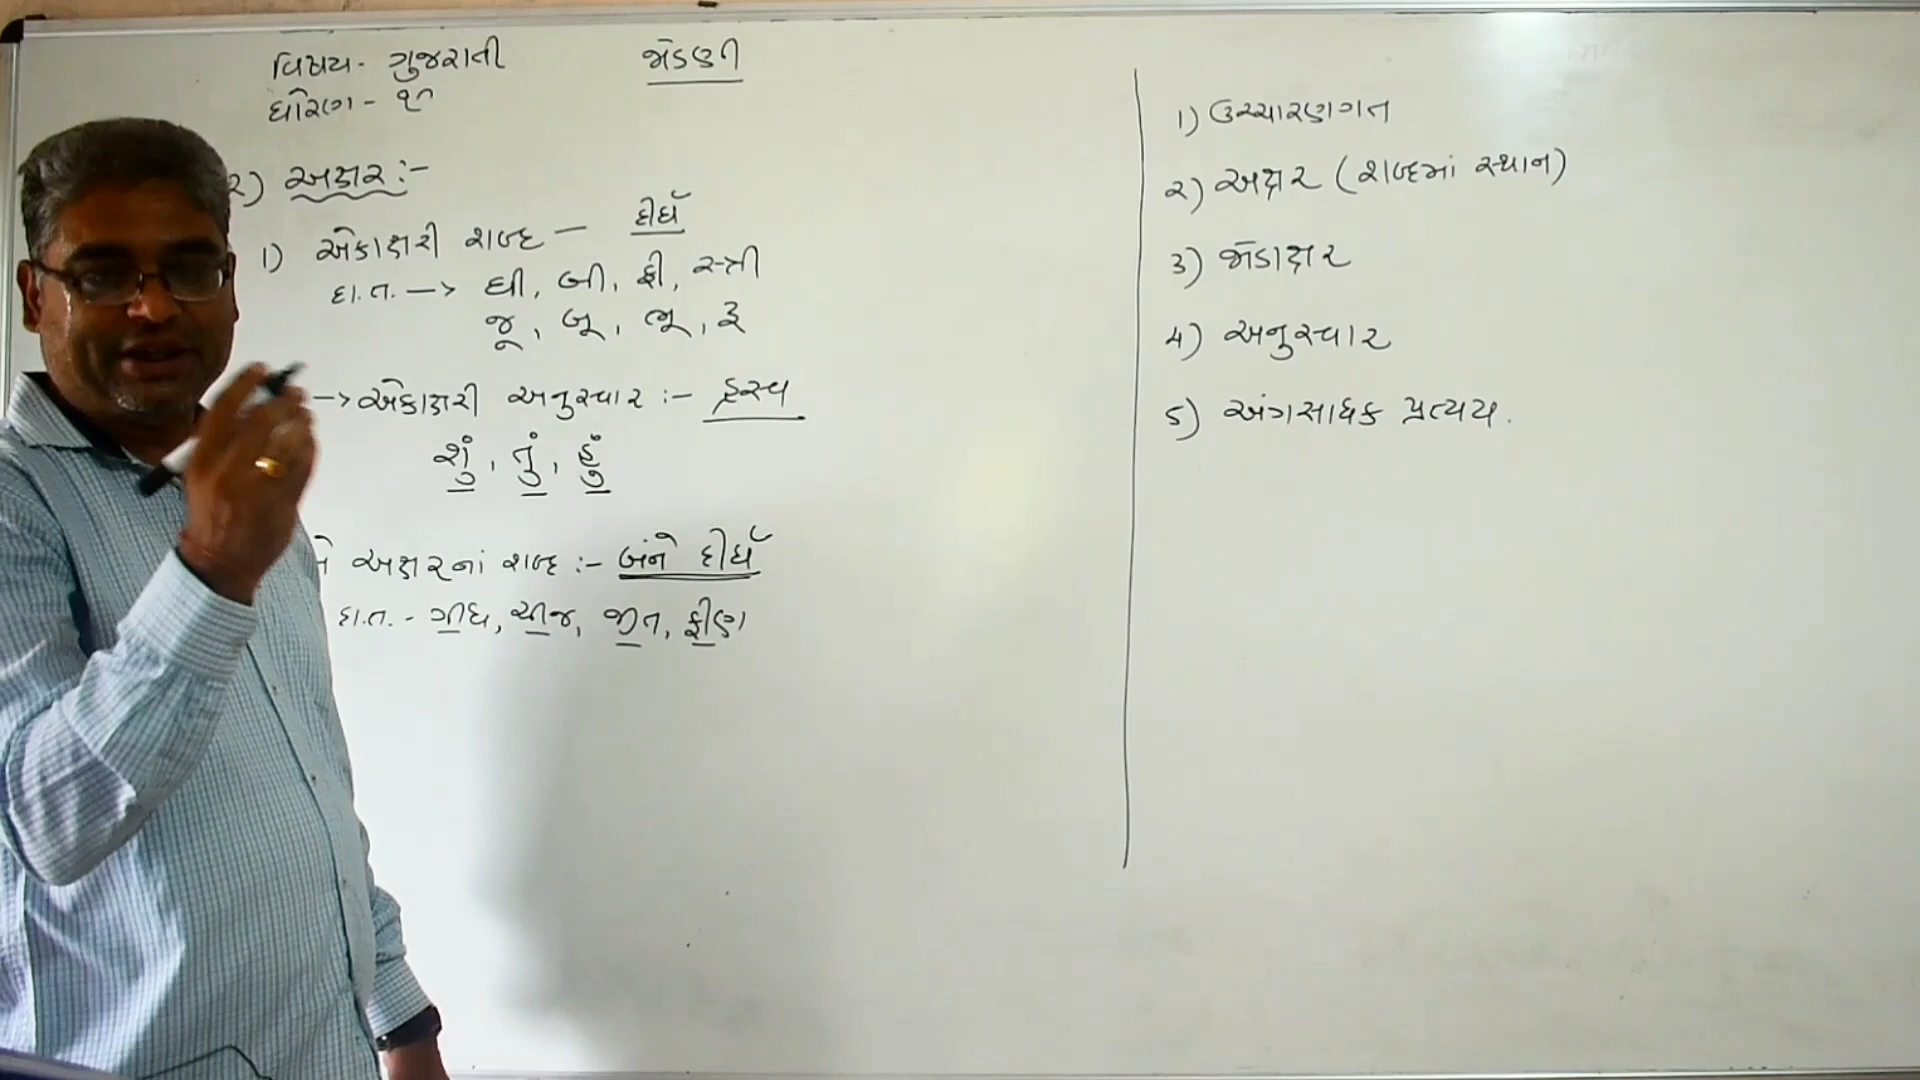 વિષય - ગુજરાતી
જોડણી
ધોરણ - ૧૧
૨) અક્ષર :-
૧) એકાક્ષરી શબ્દ - દીર્ઘ
દા.ત. → ઘી, બી, ફી, સ્ત્રી
જૂ, બૂ, ભૂ, રૂ
→ એકાક્ષરી અનુસ્વાર :- હ્રસ્વ
શું, તું, હું
અક્ષરનાં શબ્દ :- બંને દીર્ઘ
દા.ત. - ગીધ, ચીજ, જીત, ફીણ
૧) ઉચ્ચારણગત
૨) અક્ષર (શબ્દમાં સ્થાન)
૩) જોડાક્ષર
૪) અનુસ્વાર
૫) અંગસાધક પ્રત્યય.